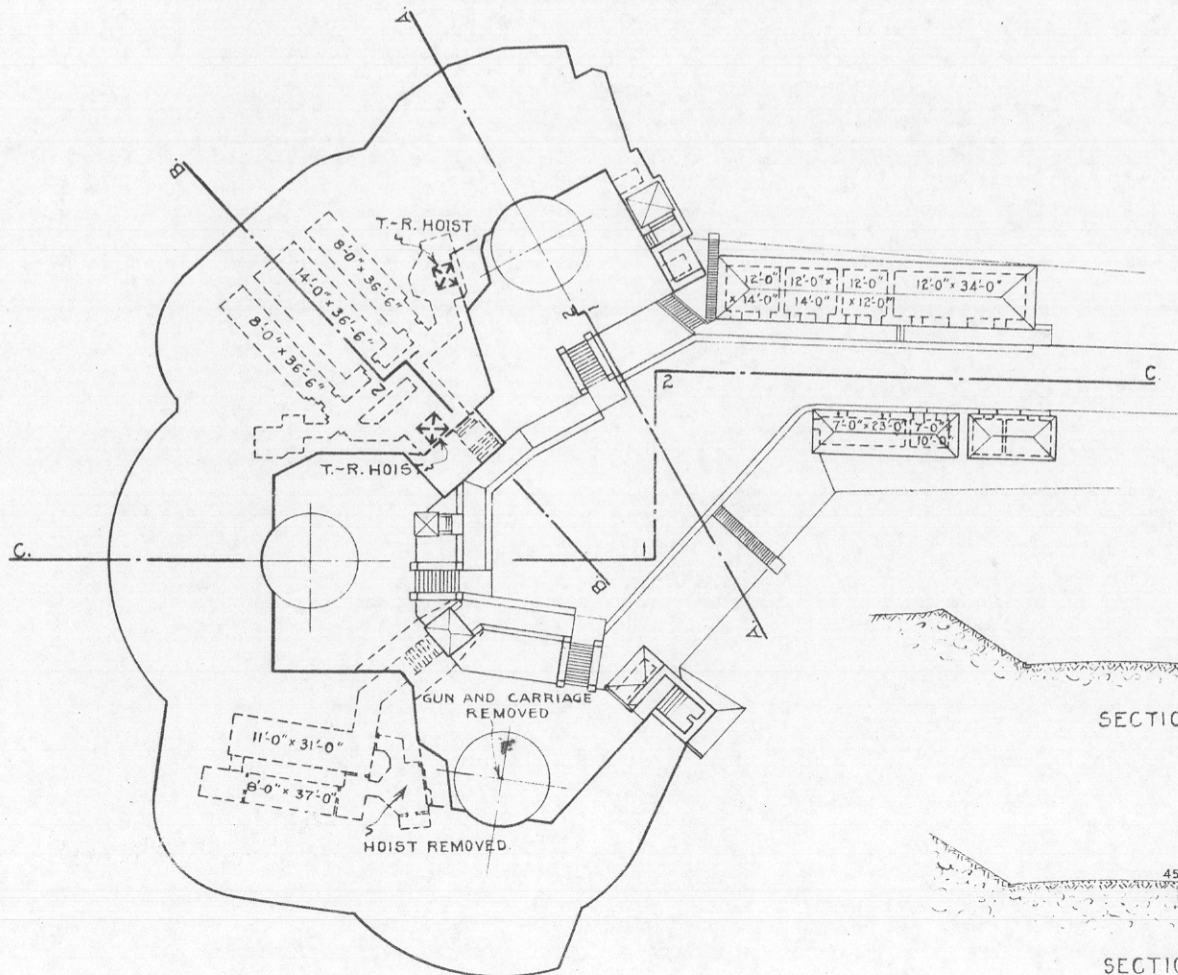 A.
B.
T.-R. HOIST
8'-0" × 36'-6"
14'-0" × 36'-6"
8'-0" × 36'-6"
12'-0"
× 14'-0"
12'-0" ×
14'-0"
12'-0"
× 12'-0"
12'-0" × 34'-0"
2
C.
7'-0" × 23'-0"
7'-0" ×
10'-0"
T.-R. HOIST
C.
1
B.
A.
GUN AND CARRIAGE
REMOVED
11'-0" × 31'-0"
8'-0" × 37'-0"
HOIST REMOVED.
SECTIO
45
SECTIO